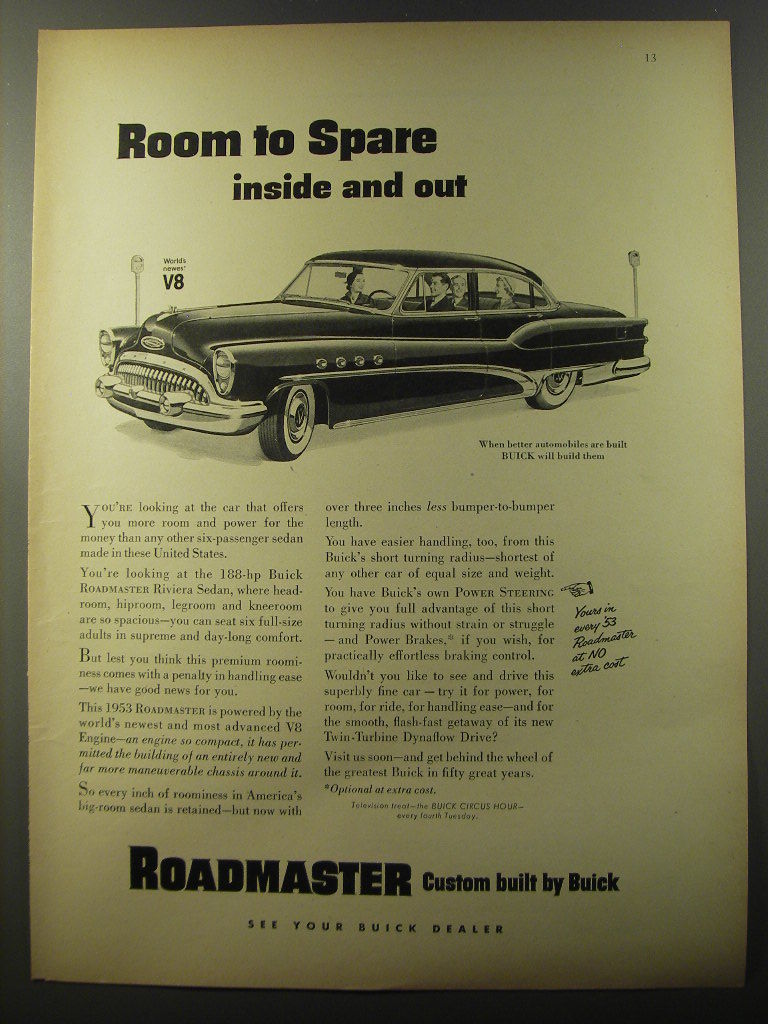 13
Room to Spare
inside and out
World's
newest
V8
When better automobiles are built
BUICK will build them
YOU'RE looking at the car that offers
you more room and power for the
money than any other six-passenger sedan
made in these United States.
You're looking at the 188-hp Buick
ROADMASTER Riviera Sedan, where head-
room, hiproom, legroom and kneeroom
are so spacious—you can seat six full-size
adults in supreme and day-long comfort.
But lest you think this premium roomi-
ness comes with a penalty in handling ease
—we have good news for you.
This 1953 ROADMASTER is powered by the
world's newest and most advanced V8
Engine—an engine so compact, it has per-
mitted the building of an entirely new and
far more maneuverable chassis around it.
So every inch of roominess in America's
big-room sedan is retained—but now with
over three inches less bumper-to-bumper
length.
You have easier handling, too, from this
Buick's short turning radius—shortest of
any other car of equal size and weight.
You have Buick's own POWER STEERING
to give you full advantage of this short
turning radius without strain or struggle
—and Power Brakes,* if you wish, for
practically effortless braking control.
Wouldn't you like to see and drive this
superbly fine car—try it for power, for
room, for ride, for handling ease—and for
the smooth, flash-fast getaway of its new
Twin-Turbine Dynaflow Drive?
Visit us soon—and get behind the wheel of
the greatest Buick in fifty great years.
*Optional at extra cost.
Television treat—the BUICK CIRCUS HOUR—
every fourth Tuesday.
Yours in
every '53
Roadmaster
at NO
extra cost
ROADMASTER Custom built by Buick
SEE YOUR BUICK DEALER